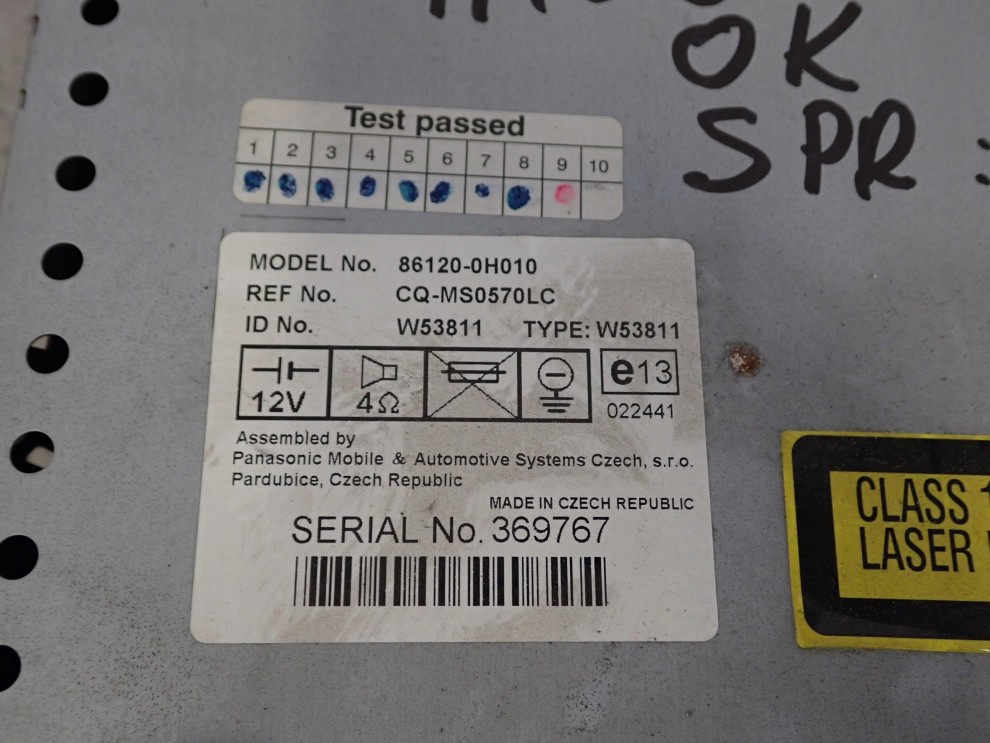 OK
SPR :
Test passed
1 2 3 4 5 6 7 8 9 10
MODEL No. 86120-0H010
REF No. CQ-MS0570LC
ID No. W53811 TYPE: W53811
12V 4Ω e13
022441
Assembled by
Panasonic Mobile & Automotive Systems Czech, s.r.o.
Pardubice, Czech Republic
MADE IN CZECH REPUBLIC
SERIAL No. 369767
CLASS 1
LASER